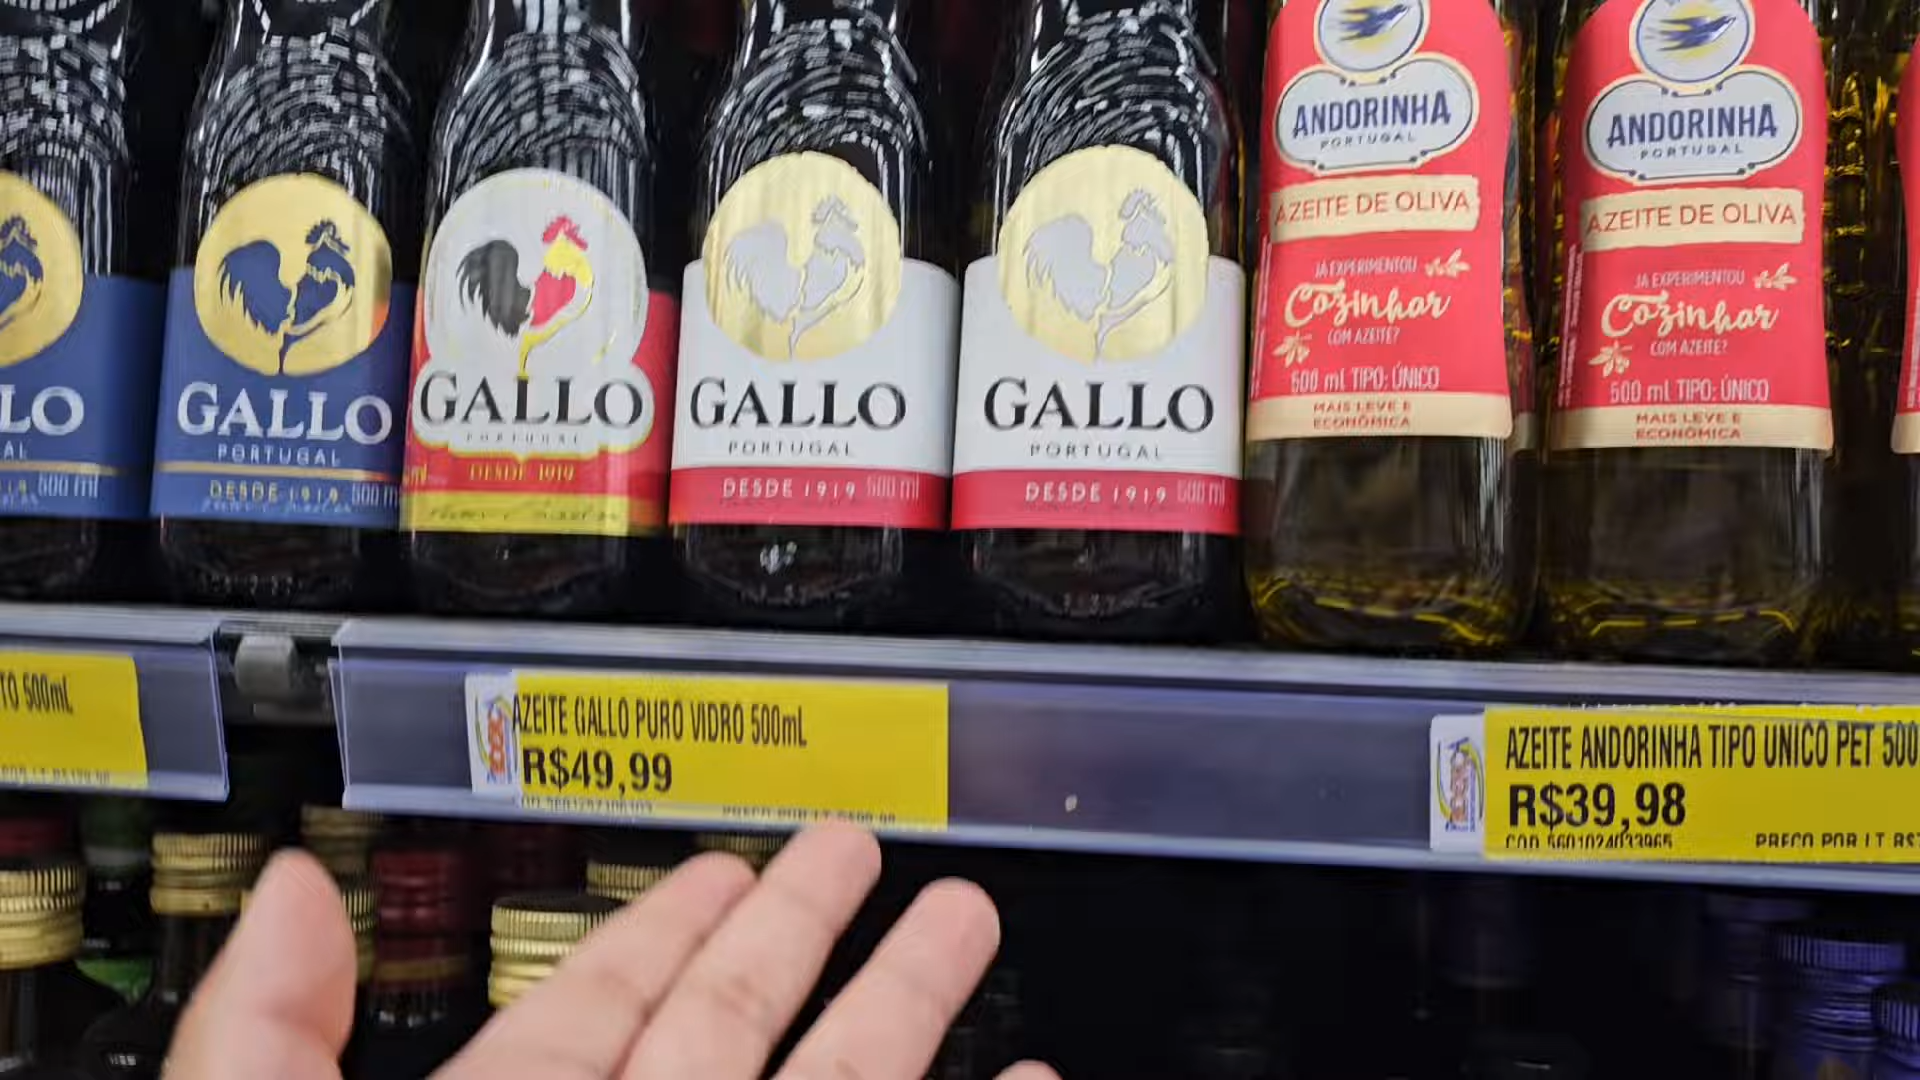 LO
AL
500 ml
GALLO
PORTUGAL
DESDE 1919 500 ml
GALLO
PORTUGAL
DESDE 1919
GALLO
PORTUGAL
DESDE 1919 500 ml
GALLO
PORTUGAL
DESDE 1919 500 ml
ANDORINHA
PORTUGAL
AZEITE DE OLIVA
JÁ EXPERIMENTOU
Cozinhar
COM AZEITE?
500 ml TIPO: ÚNICO
MAIS LEVE E
ECONÔMICA
ANDORINHA
PORTUGAL
AZEITE DE OLIVA
JÁ EXPERIMENTOU
Cozinhar
COM AZEITE?
500 ml TIPO: ÚNICO
MAIS LEVE E
ECONÔMICA
TO 500mL
AZEITE GALLO PURO VIDRO 500mL
R$49,99
AZEITE ANDORINHA TIPO UNICO PET 500
R$39,98
COD 5601024033965 PRECO POR LT R$